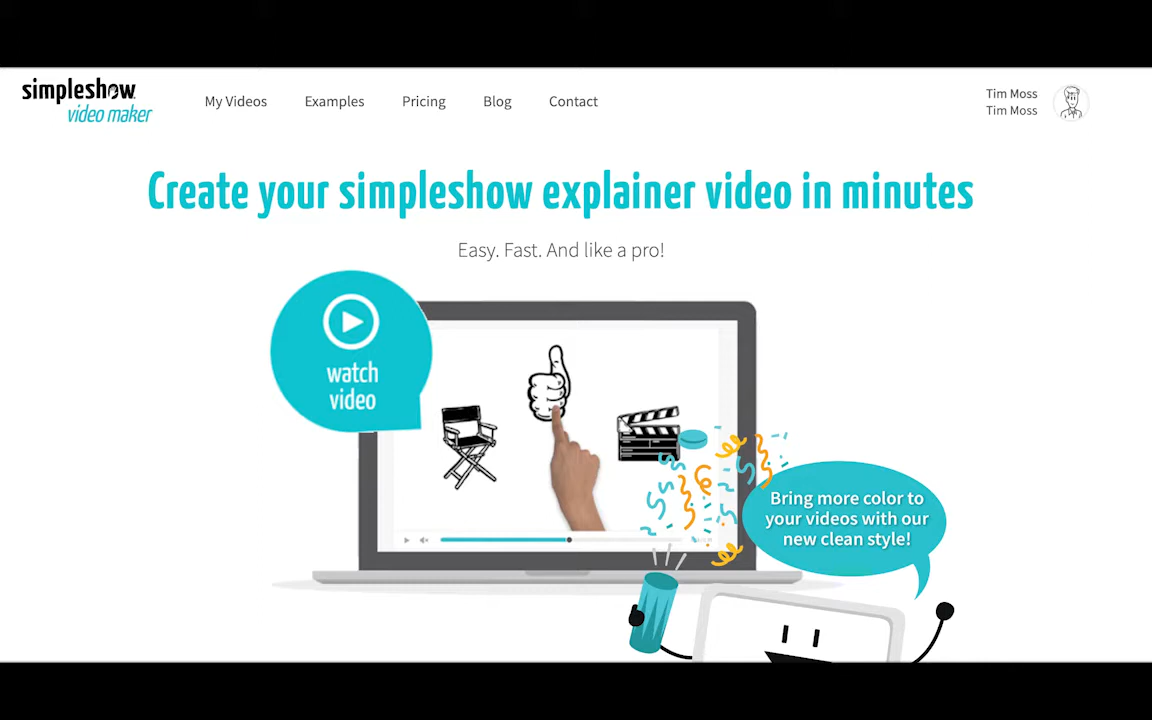 simpleshow
video maker
My Videos
Examples
Pricing
Blog
Contact
Tim Moss
Tim Moss
Create your simpleshow explainer video in minutes
Easy. Fast. And like a pro!
watch
video
Bring more color to
your videos with our
new clean style!